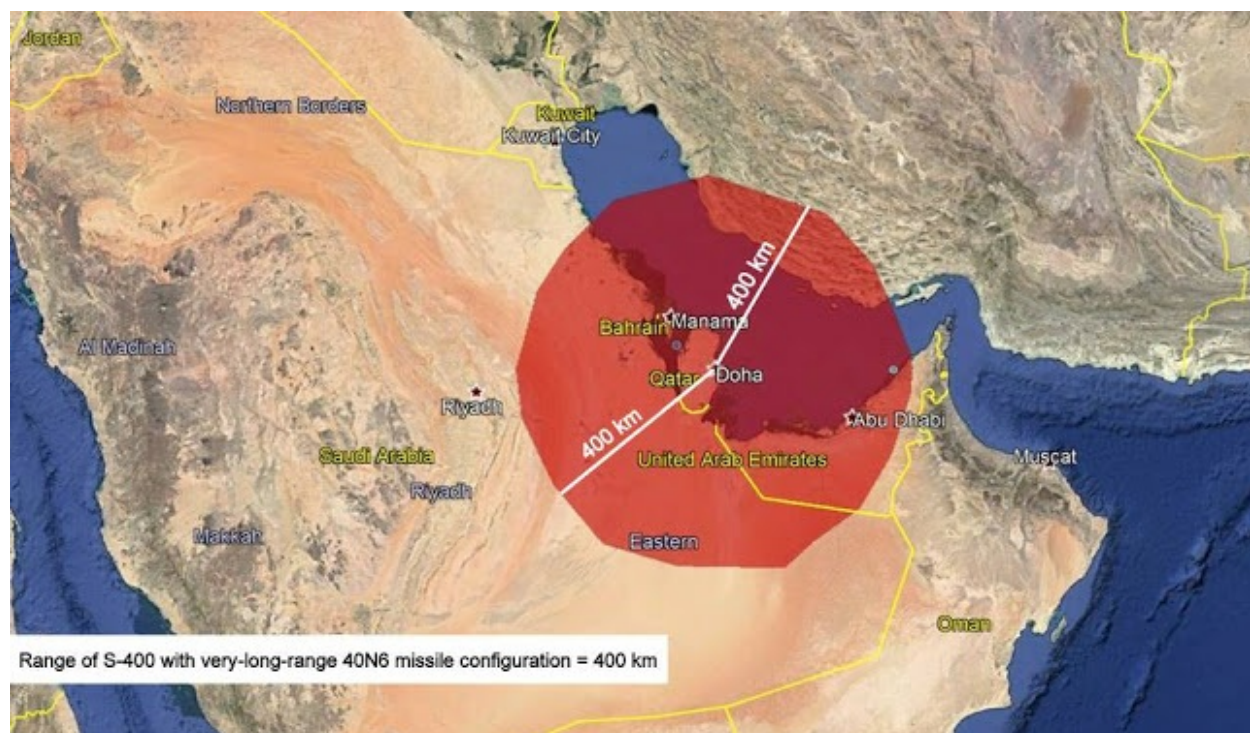 Jordan
Northern Borders
Kuwait
Kuwait City
400 km
Manama
Bahrain
Al Madinah
Qatar
Doha
Riyadh
Abu Dhabi
400 km
Saudi Arabia
United Arab Emirates
Muscat
Riyadh
Makkah
Eastern
Oman
Range of S-400 with very-long-range 40N6 missile configuration = 400 km